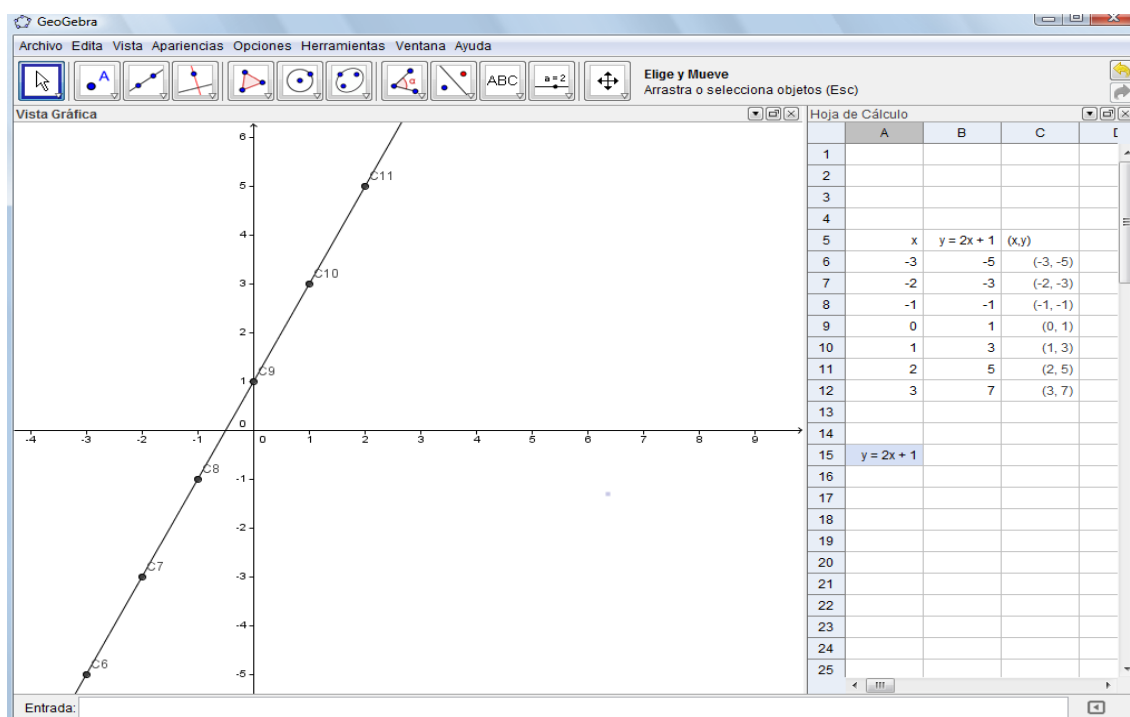 GeoGebra
Archivo Edita Vista Apariencias Opciones Herramientas Ventana Ayuda
A
α
ABC
a = 2
Elige y Mueve
Arrastra o selecciona objetos (Esc)
Vista Gráfica
6
5
4
3
2
1
0
-1
-2
-3
-4
-5
-4 -3 -2 -1 0 1 2 3 4 5 6 7 8 9
C11
C10
C9
C8
C7
C6
Hoja de Cálculo
A B C
1
2
3
4
5 x y = 2x + 1 (x,y)
6 -3 -5 (-3, -5)
7 -2 -3 (-2, -3)
8 -1 -1 (-1, -1)
9 0 1 (0, 1)
10 1 3 (1, 3)
11 2 5 (2, 5)
12 3 7 (3, 7)
13
14
15 y = 2x + 1
16
17
18
19
20
21
22
23
24
25
Entrada: